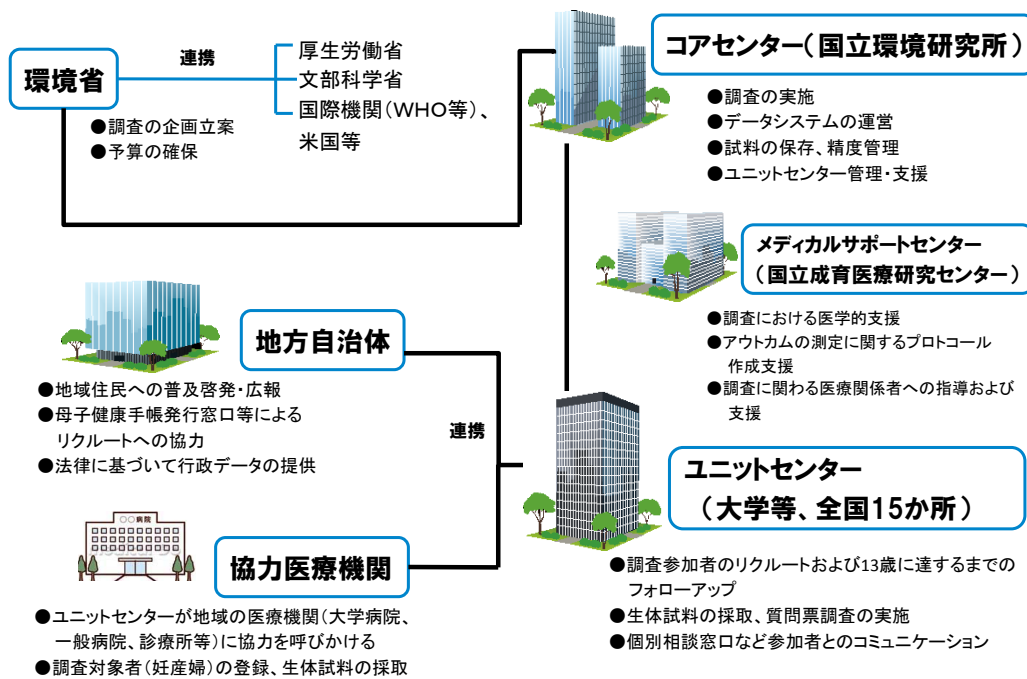 環境省
連携
厚生労働省
文部科学省
国際機関(WHO等)、
米国等
●調査の企画立案
●予算の確保
コアセンター(国立環境研究所)
●調査の実施
●データシステムの運営
●試料の保存、精度管理
●ユニットセンター管理・支援
メディカルサポートセンター
(国立成育医療研究センター)
●調査における医学的支援
●アウトカムの測定に関するプロトコール
作成支援
●調査に関わる医療関係者への指導および
支援
地方自治体
●地域住民への普及啓発・広報
●母子健康手帳発行窓口等による
リクルートへの協力
●法律に基づいて行政データの提供
連携
ユニットセンター
(大学等、全国15か所)
●調査参加者のリクルートおよび13歳に達するまでの
フォローアップ
●生体試料の採取、質問票調査の実施
●個別相談窓口など参加者とのコミュニケーション
〇〇病院
協力医療機関
●ユニットセンターが地域の医療機関(大学病院、
一般病院、診療所等)に協力を呼びかける
●調査対象者(妊産婦)の登録、生体試料の採取